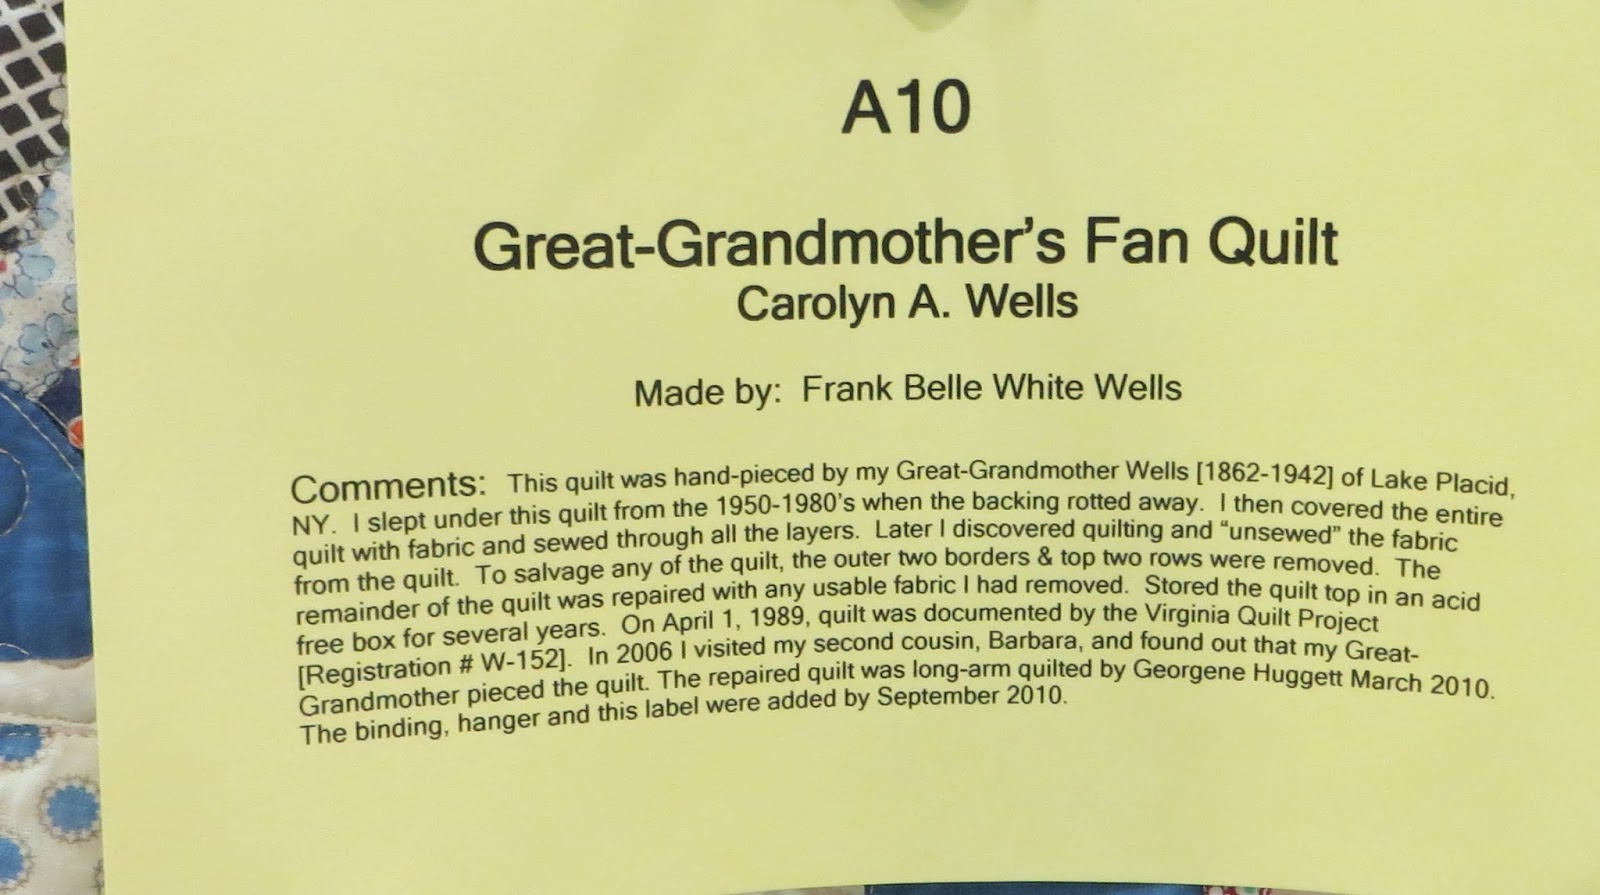 A10
Great-Grandmother's Fan Quilt
Carolyn A. Wells
Made by: Frank Belle White Wells
Comments: This quilt was hand-pieced by my Great-Grandmother Wells [1862-1942] of Lake Placid,
NY. I slept under this quilt from the 1950-1980's when the backing rotted away. I then covered the entire
quilt with fabric and sewed through all the layers. Later I discovered quilting and “unsewed” the fabric
from the quilt. To salvage any of the quilt, the outer two borders & top two rows were removed. The
remainder of the quilt was repaired with any usable fabric I had removed. Stored the quilt top in an acid
free box for several years. On April 1, 1989, quilt was documented by the Virginia Quilt Project
[Registration # W-152]. In 2006 I visited my second cousin, Barbara, and found out that my Great-
Grandmother pieced the quilt. The repaired quilt was long-arm quilted by Georgene Huggett March 2010.
The binding, hanger and this label were added by September 2010.